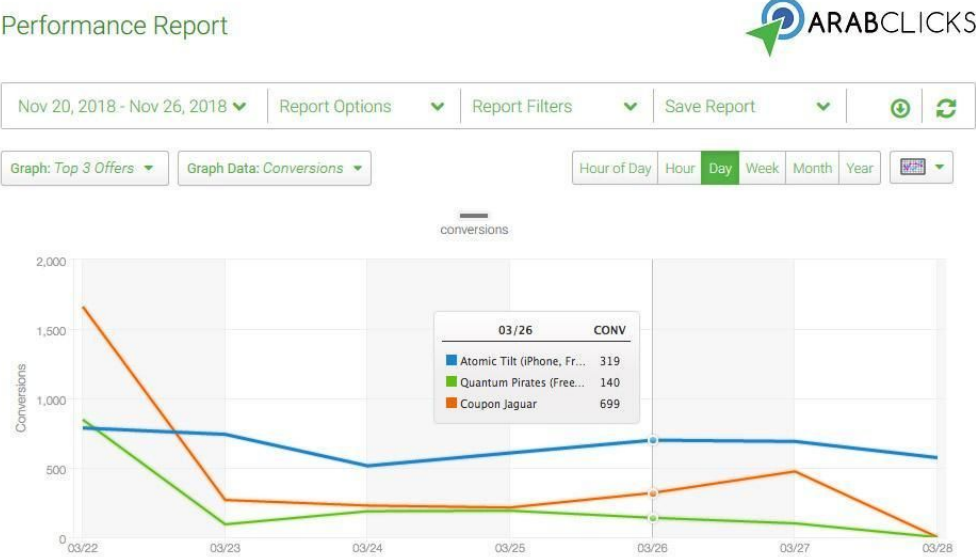 Performance Report
ARABCLICKS
Nov 20, 2018 - Nov 26, 2018 Report Options Report Filters Save Report
Graph: Top 3 Offers Graph Data: Conversions Hour of Day Hour Day Week Month Year
conversions
2,000
1,500
1,000
500
0
Conversions
03/26 CONV
Atomic Tilt (iPhone, Fr... 319
Quantum Pirates (Free... 140
Coupon Jaguar 699
03/22 03/23 03/24 03/25 03/26 03/27 03/28